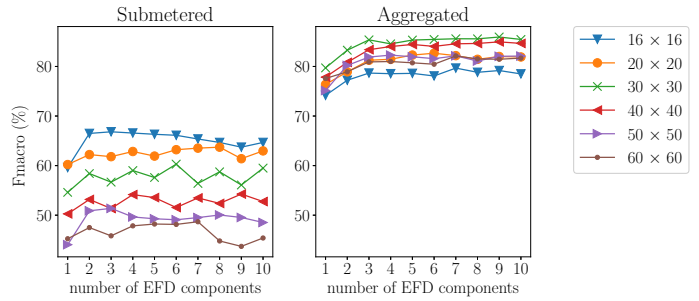 Submetered
Aggregated
Fmacro (%)
80
70
60
50
1 2 3 4 5 6 7 8 9 10
number of EFD components
80
70
60
50
1 2 3 4 5 6 7 8 9 10
number of EFD components
16 × 16
20 × 20
30 × 30
40 × 40
50 × 50
60 × 60